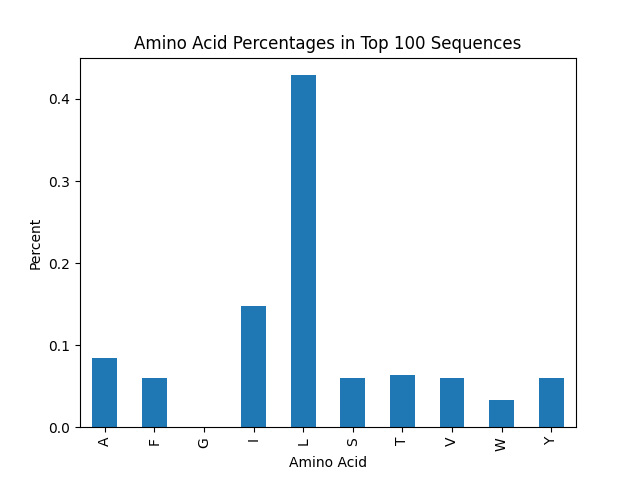 Amino Acid Percentages in Top 100 Sequences
Percent
0.4
0.3
0.2
0.1
0.0
A F G I L S T V W Y
Amino Acid